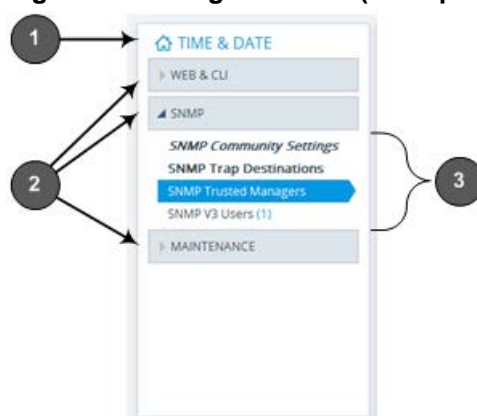 1
TIME & DATE
WEB & CLI
SNMP
SNMP Community Settings
SNMP Trap Destinations
SNMP Trusted Managers
SNMP V3 Users (1)
MAINTENANCE
2
3